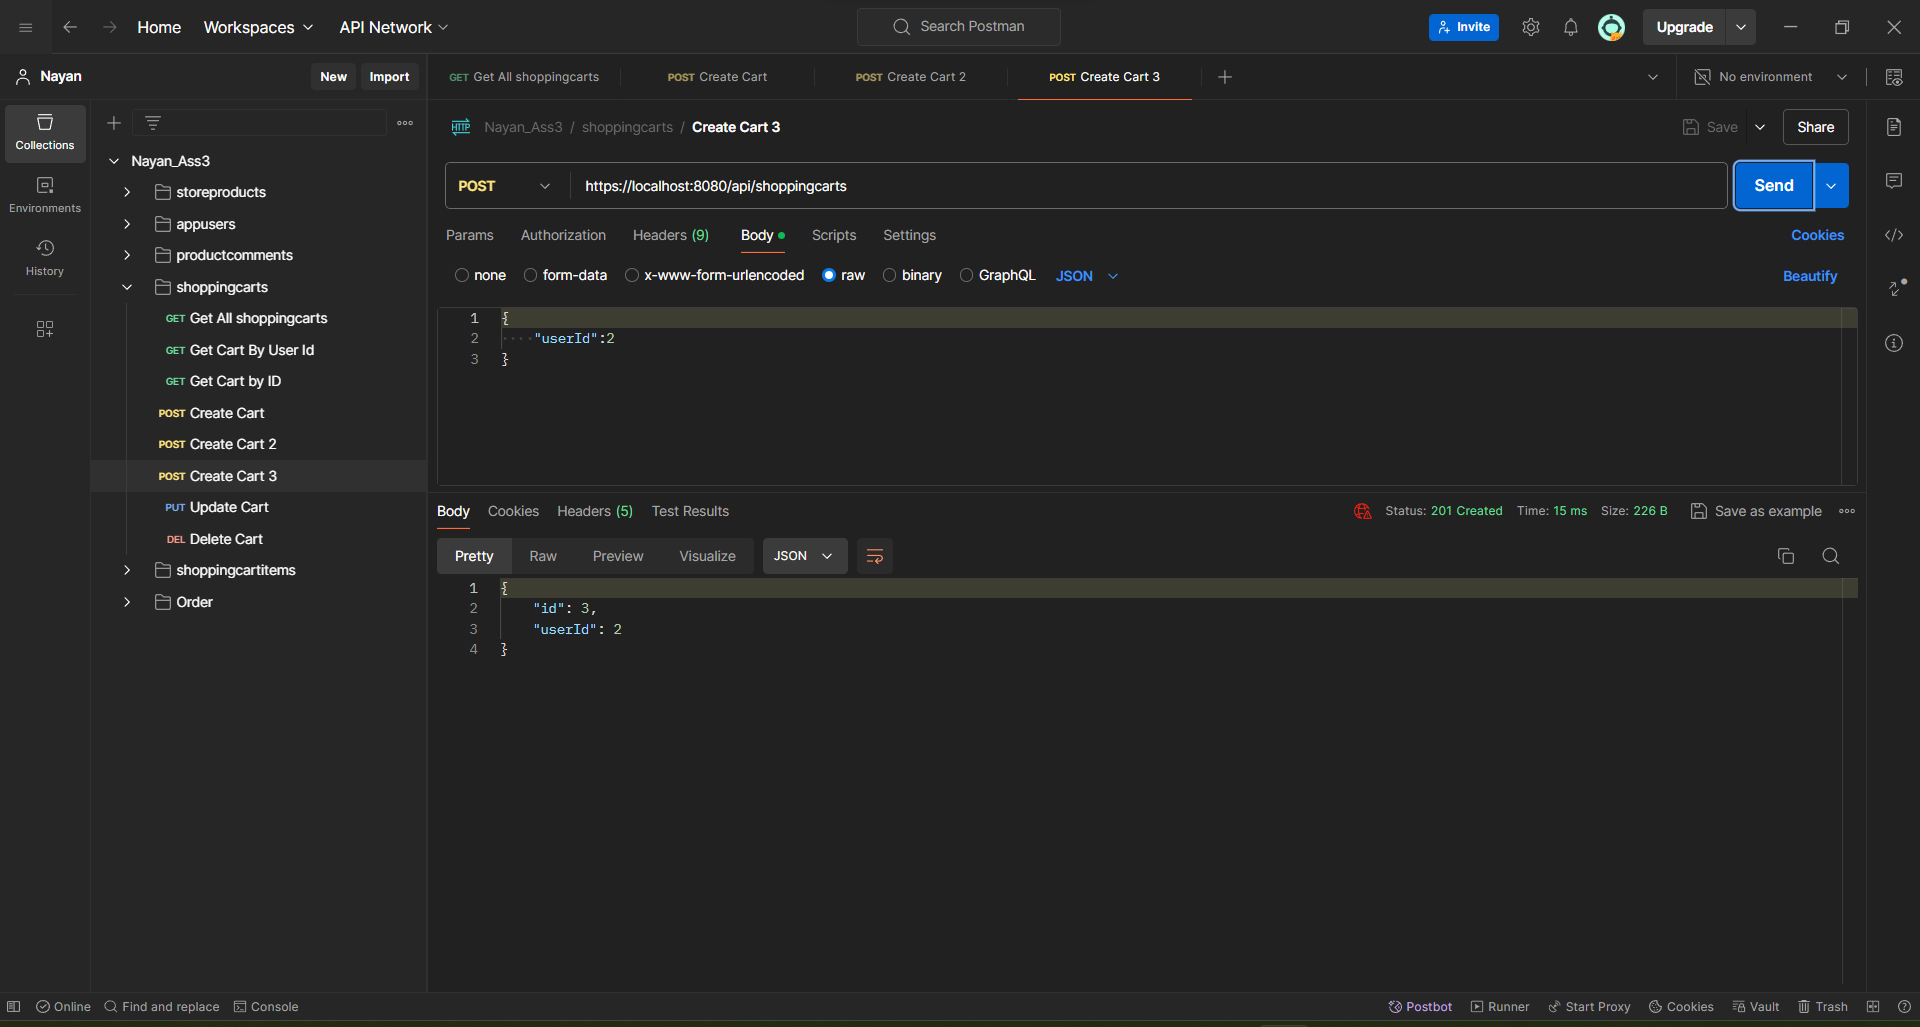 Home Workspaces API Network Search Postman Invite Upgrade
Nayan New Import
GET Get All shoppingcarts POST Create Cart POST Create Cart 2 POST Create Cart 3 No environment
Collections
Environments
History
Nayan_Ass3
storeproducts
appusers
productcomments
shoppingcarts
GET Get All shoppingcarts
GET Get Cart By User Id
GET Get Cart by ID
POST Create Cart
POST Create Cart 2
POST Create Cart 3
PUT Update Cart
DEL Delete Cart
shoppingcartitems
Order
HTTP Nayan_Ass3 / shoppingcarts / Create Cart 3 Save Share
POST https://localhost:8080/api/shoppingcarts Send
Params Authorization Headers (9) Body Scripts Settings Cookies
none form-data x-www-form-urlencoded raw binary GraphQL JSON Beautify
1 {
2 ····"userId":2
3 }
Body Cookies Headers (5) Test Results Status: 201 Created Time: 15 ms Size: 226 B Save as example
Pretty Raw Preview Visualize JSON
1 {
2 "id": 3,
3 "userId": 2
4 }
Online Find and replace Console Postbot Runner Start Proxy Cookies Vault Trash